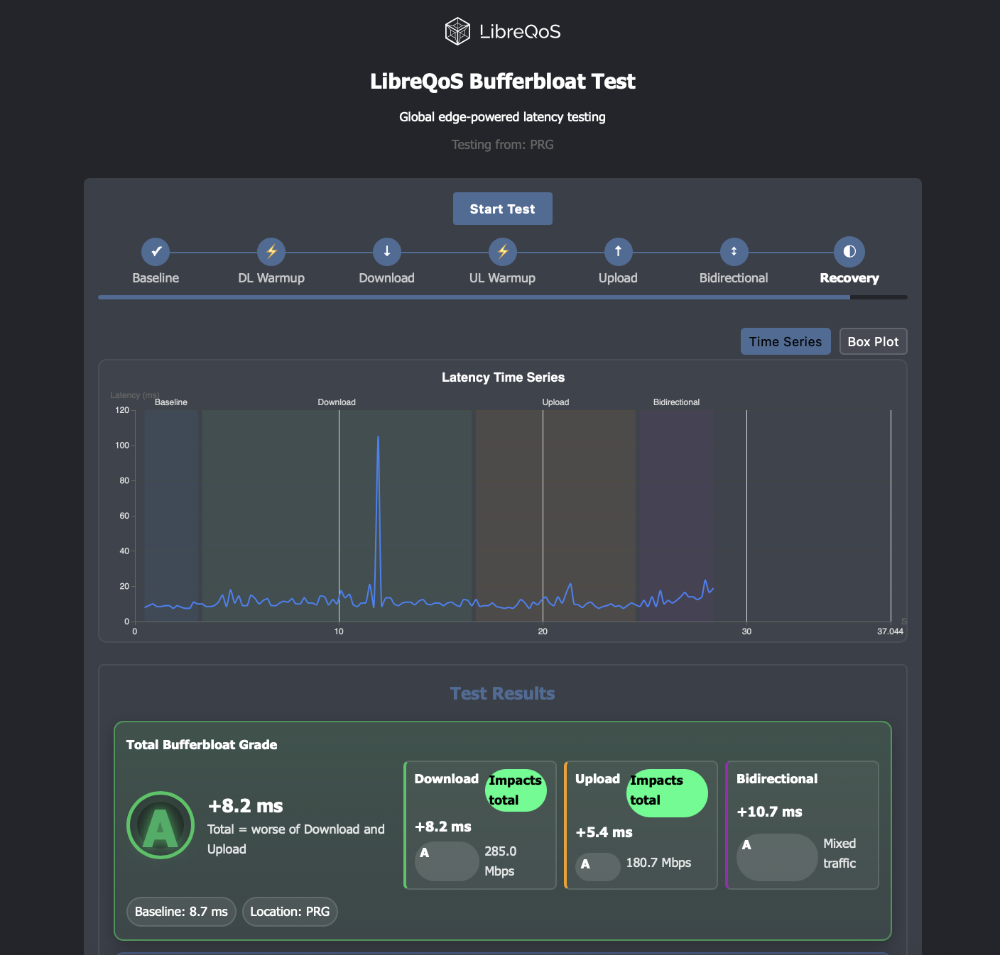 LibreQoS
LibreQoS Bufferbloat Test
Global edge-powered latency testing
Testing from: PRG
Start Test
Baseline
DL Warmup
Download
UL Warmup
Upload
Bidirectional
Recovery
Time Series
Box Plot
Latency Time Series
Latency (ms)
Baseline
Download
Upload
Bidirectional
120
100
80
60
40
20
0
0
10
20
30
37.044
S
Test Results
Total Bufferbloat Grade
A
+8.2 ms
Total = worse of Download and
Upload
Download
Impacts
total
+8.2 ms
A
285.0
Mbps
Upload
Impacts
total
+5.4 ms
A
180.7 Mbps
Bidirectional
+10.7 ms
A
Mixed
traffic
Baseline: 8.7 ms
Location: PRG